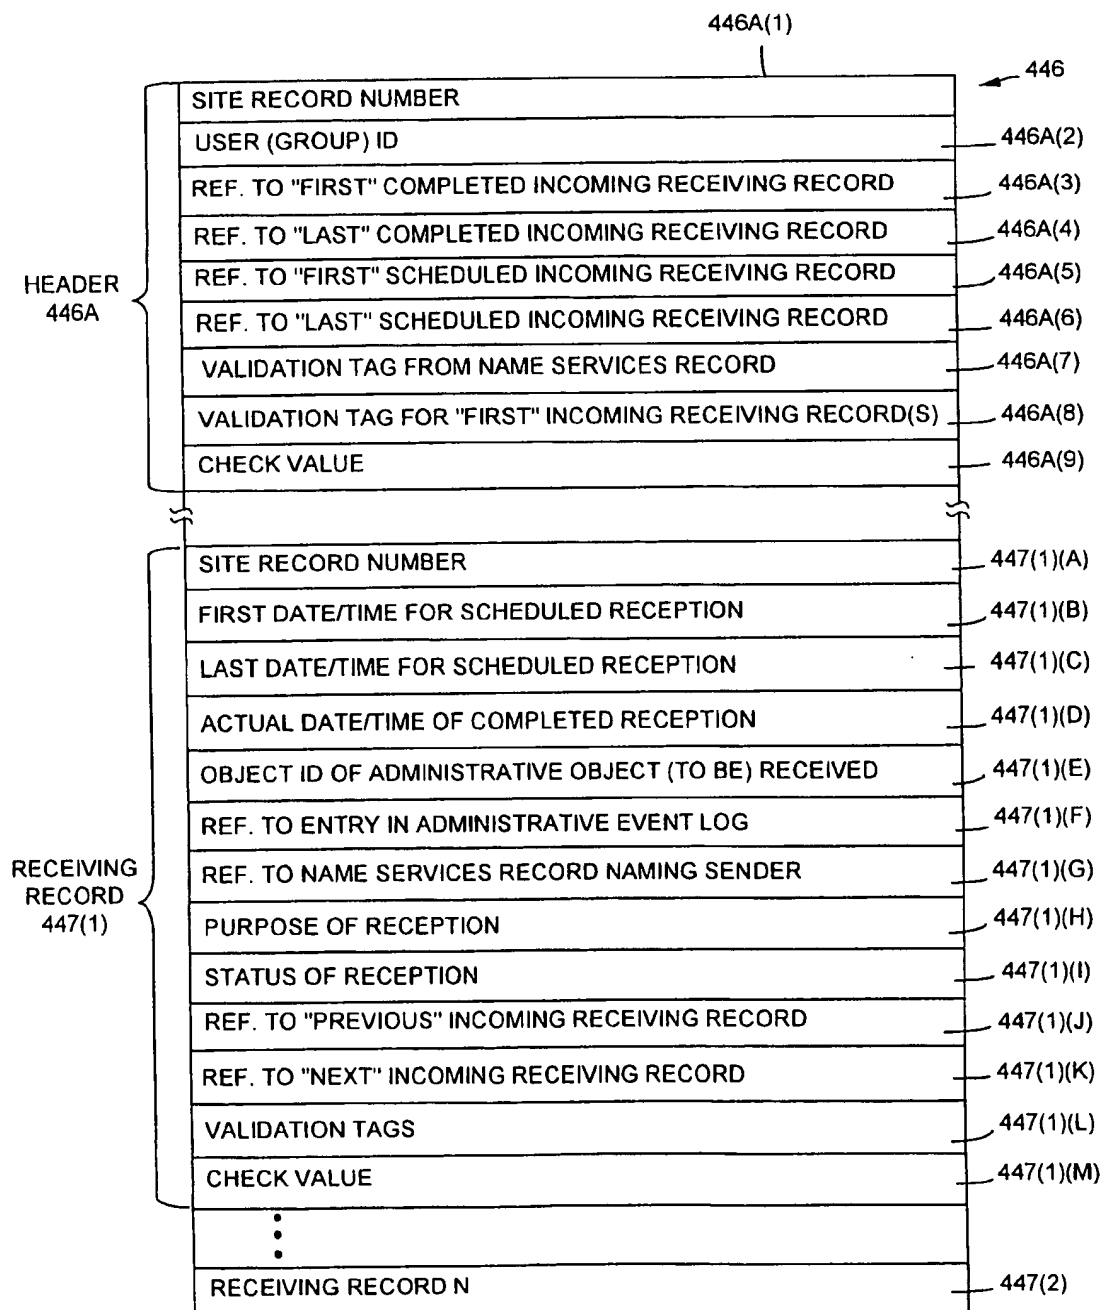 446A(1)
446
SITE RECORD NUMBER
USER (GROUP) ID
446A(2)
REF. TO "FIRST" COMPLETED INCOMING RECEIVING RECORD
446A(3)
REF. TO "LAST" COMPLETED INCOMING RECEIVING RECORD
446A(4)
REF. TO "FIRST" SCHEDULED INCOMING RECEIVING RECORD
446A(5)
HEADER
446A
REF. TO "LAST" SCHEDULED INCOMING RECEIVING RECORD
446A(6)
VALIDATION TAG FROM NAME SERVICES RECORD
446A(7)
VALIDATION TAG FOR "FIRST" INCOMING RECEIVING RECORD(S)
446A(8)
CHECK VALUE
446A(9)
SITE RECORD NUMBER
447(1)(A)
FIRST DATE/TIME FOR SCHEDULED RECEPTION
447(1)(B)
LAST DATE/TIME FOR SCHEDULED RECEPTION
447(1)(C)
ACTUAL DATE/TIME OF COMPLETED RECEPTION
447(1)(D)
OBJECT ID OF ADMINISTRATIVE OBJECT (TO BE) RECEIVED
447(1)(E)
REF. TO ENTRY IN ADMINISTRATIVE EVENT LOG
447(1)(F)
RECEIVING
RECORD
447(1)
REF. TO NAME SERVICES RECORD NAMING SENDER
447(1)(G)
PURPOSE OF RECEPTION
447(1)(H)
STATUS OF RECEPTION
447(1)(I)
REF. TO "PREVIOUS" INCOMING RECEIVING RECORD
447(1)(J)
REF. TO "NEXT" INCOMING RECEIVING RECORD
447(1)(K)
VALIDATION TAGS
447(1)(L)
CHECK VALUE
447(1)(M)
RECEIVING RECORD N
447(2)